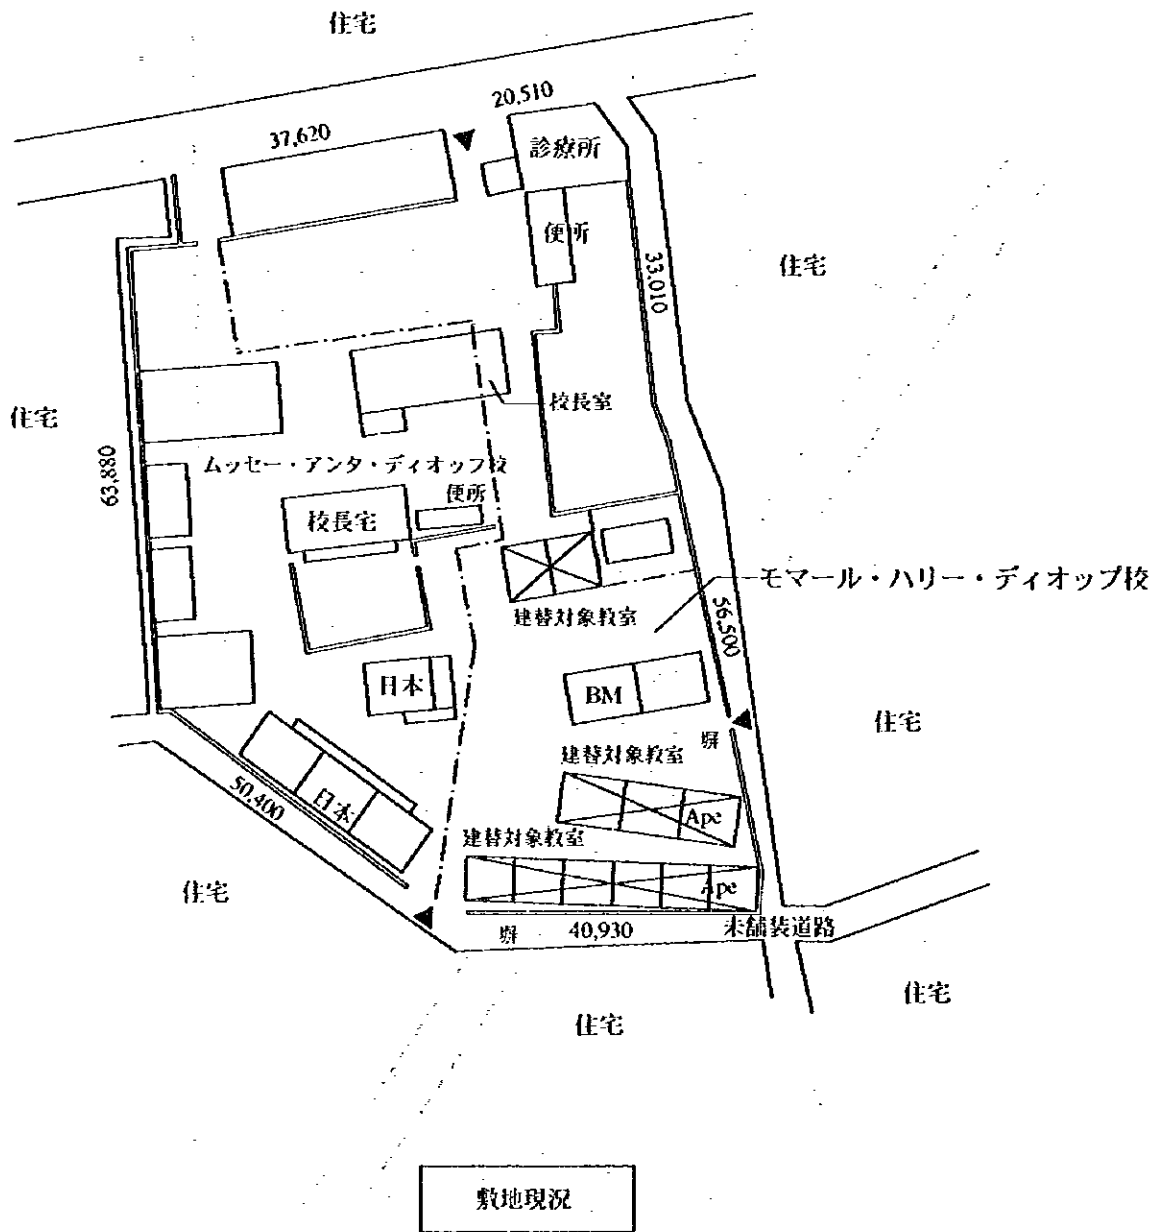 住宅
20,510
37,620
診療所
便所
33,010
住宅
校長室
住宅
63,880
ムッセー・アンタ・ディオッフ校
便所
校長宅
モマール・ハリー・ディオップ校
建替対象教室
56,500
日本
BM
住宅
塀
建替対象教室
50,400
日本
Ape
建替対象教室
Ape
住宅
塀
40,930
未舗装道路
住宅
住宅
敷地現況